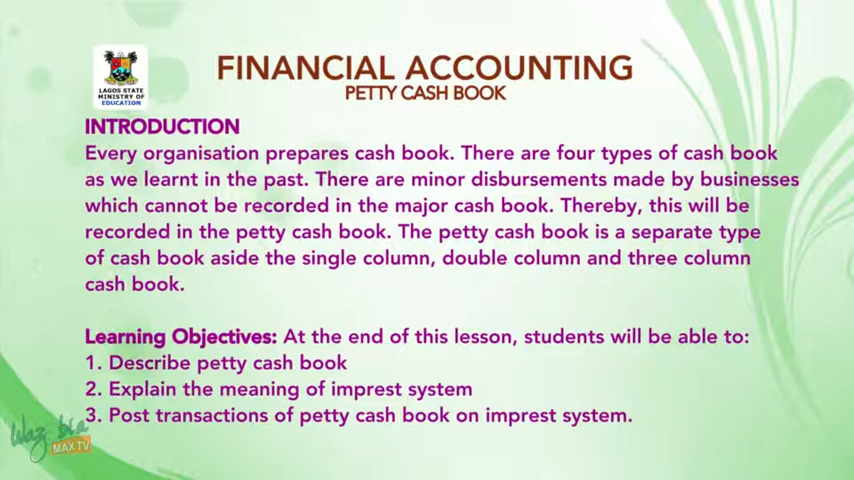 FINANCIAL ACCOUNTING
PETTY CASH BOOK
LAGOS STATE
MINISTRY OF
EDUCATION
INTRODUCTION
Every organisation prepares cash book. There are four types of cash book
as we learnt in the past. There are minor disbursements made by businesses
which cannot be recorded in the major cash book. Thereby, this will be
recorded in the petty cash book. The petty cash book is a separate type
of cash book aside the single column, double column and three column
cash book.
Learning Objectives: At the end of this lesson, students will be able to:
1. Describe petty cash book
2. Explain the meaning of imprest system
3. Post transactions of petty cash book on imprest system.
Wazobia
MAX TV